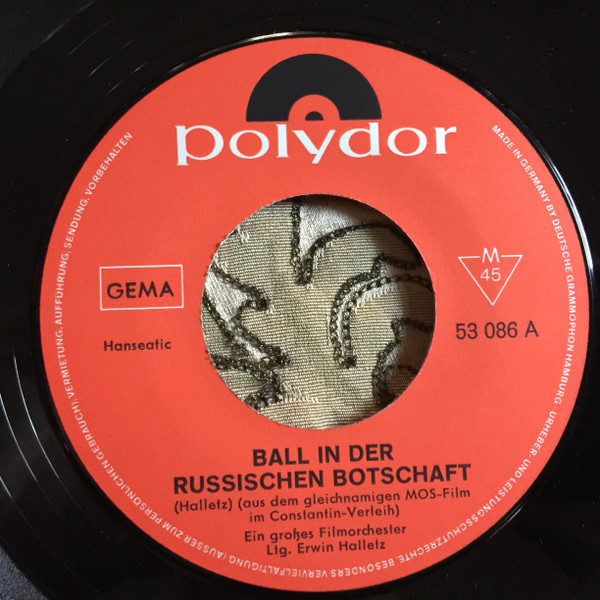 polydor
GEMA
Hanseatic
M
45
53 086 A
BALL IN DER
RUSSISCHEN BOTSCHAFT
(Halletz) (aus dem gleichnamigen MOS-Film
im Constantin-Verleih)
Ein großes Filmorchester
Ltg. Erwin Halletz
MADE IN GERMANY BY DEUTSCHE GRAMMOPHON HAMBURG · URHEBER- UND LEISTUNGSSCHUTZRECHTE, BESONDERS VERVIELFÄLTIGUNG (AUSSER ZUM PERSÖNLICHEN GEBRAUCH), VERMIETUNG, AUFFÜHRUNG, SENDUNG, VORBEHALTEN